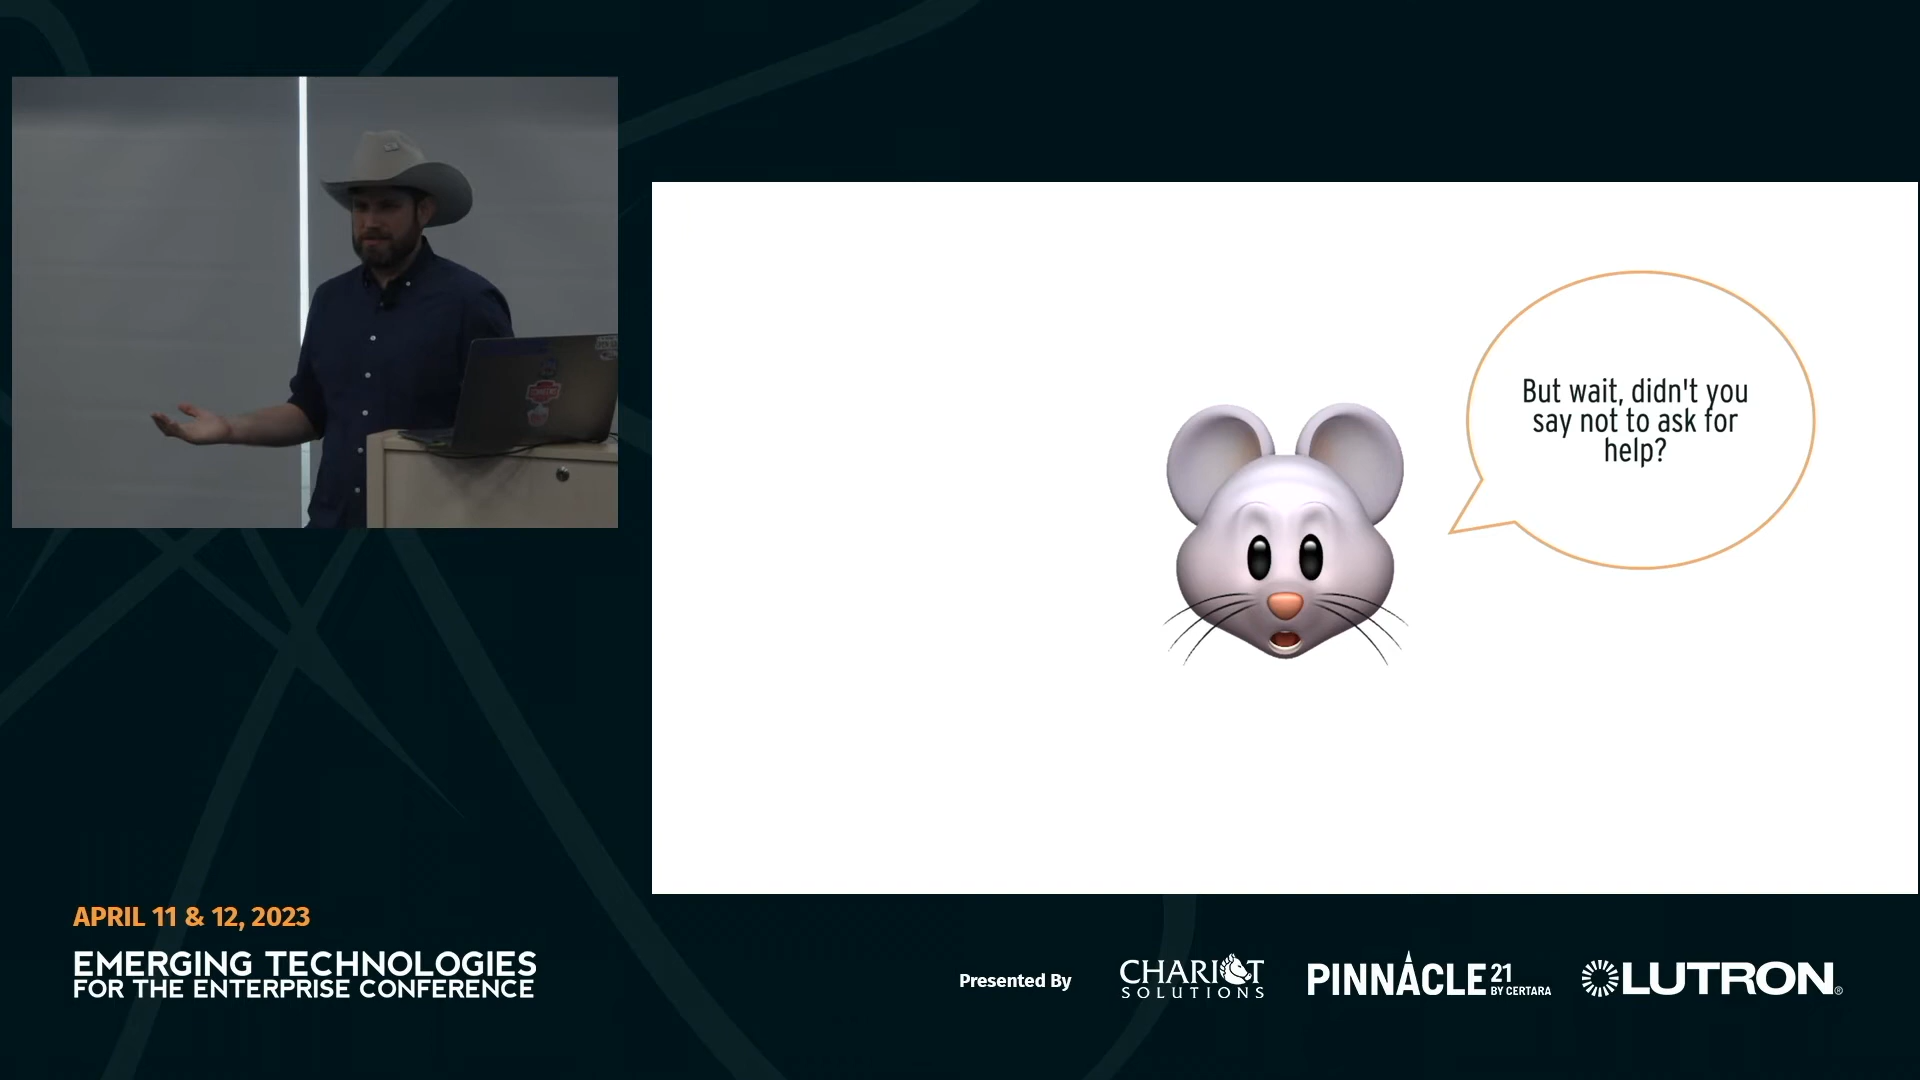 But wait, didn't you
say not to ask for
help?
APRIL 11 & 12, 2023
EMERGING TECHNOLOGIES
FOR THE ENTERPRISE CONFERENCE
Presented By
CHARIOT
SOLUTIONS
PINNACLE 21
BY CERTARA
LUTRON®